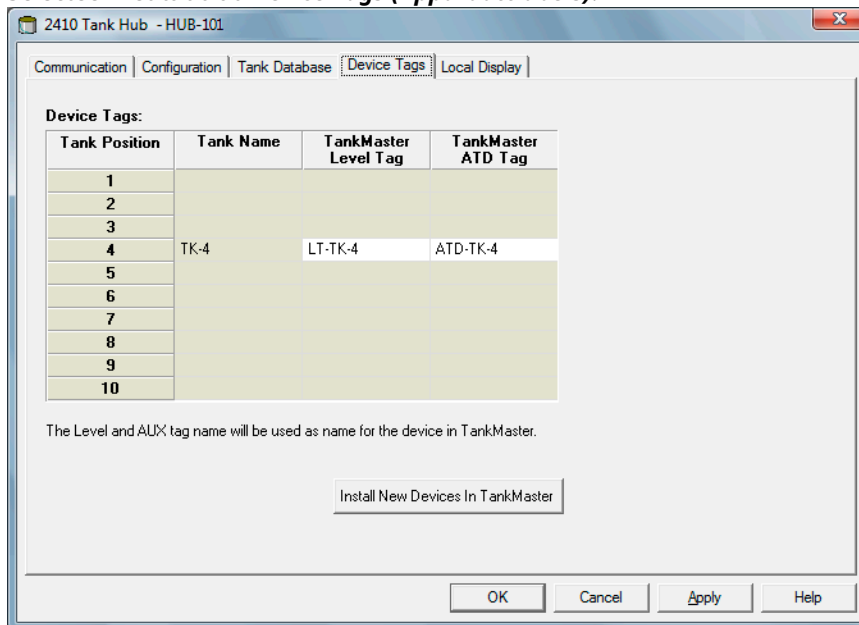 2410 Tank Hub - HUB-101
Communication Configuration Tank Database Device Tags Local Display
Device Tags:
Tank Position Tank Name TankMaster Level Tag TankMaster ATD Tag
1
2
3
4 TK-4 LT-TK-4 ATD-TK-4
5
6
7
8
9
10
The Level and AUX tag name will be used as name for the device in TankMaster.
Install New Devices In TankMaster
OK Cancel Apply Help